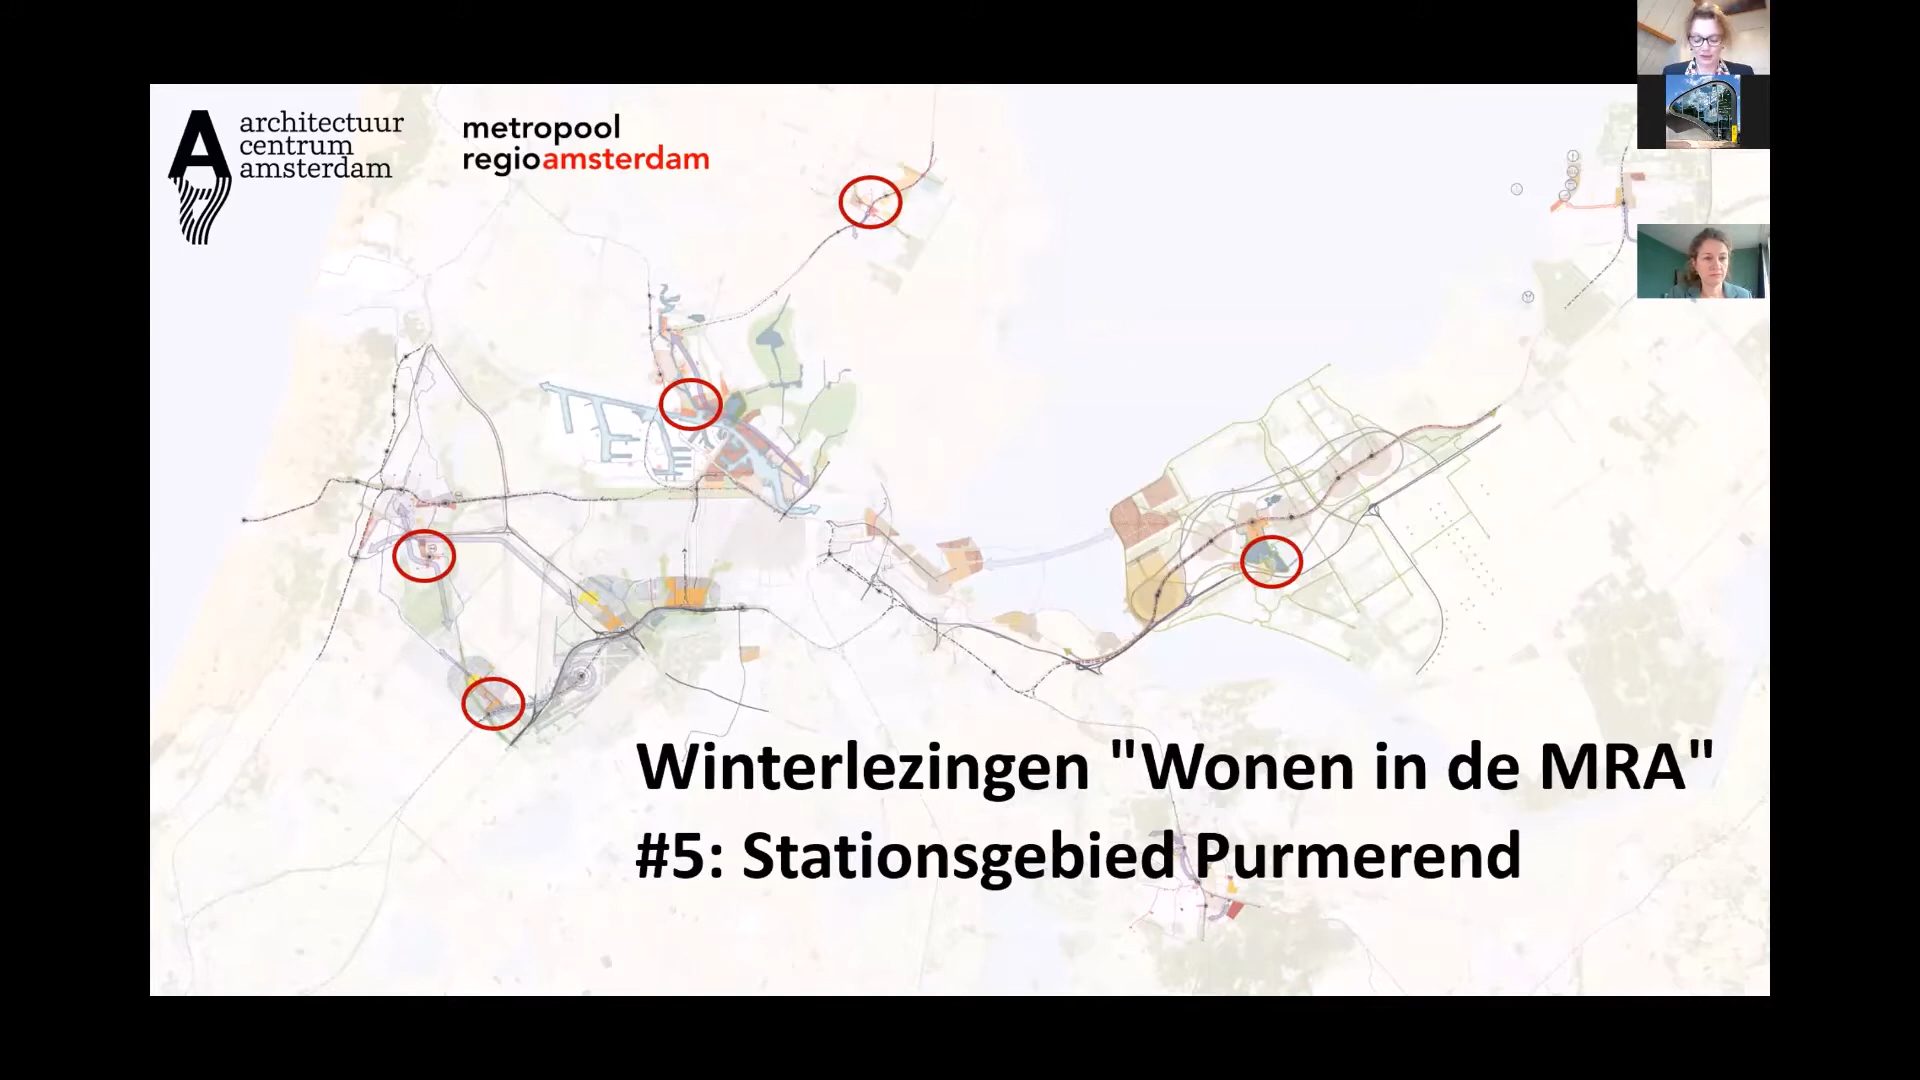 architectuur
centrum
amsterdam
metropool
regioamsterdam
Winterlezingen "Wonen in de MRA"
#5: Stationsgebied Purmerend